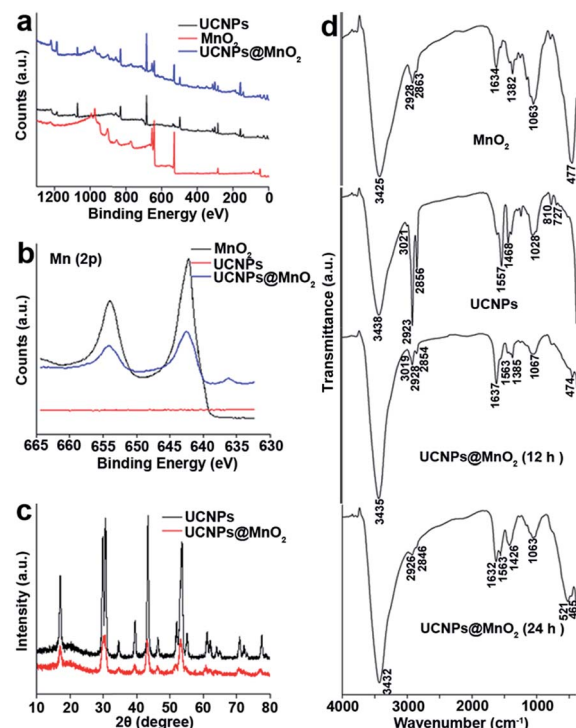 a
UCNPs
MnO₂
UCNPs@MnO₂
Counts (a.u.)
1200 1000 800 600 400 200 0
Binding Energy (eV)
b
Mn (2p)
MnO₂
UCNPs
UCNPs@MnO₂
Counts (a.u.)
665 660 655 650 645 640 635 630
Binding Energy (eV)
c
UCNPs
UCNPs@MnO₂
Intensity (a.u.)
10 20 30 40 50 60 70 80
2θ (degree)
d
Transmittance (a.u.)
3425
2928
2863
1634
1382
1063
477
MnO₂
3438
3021
2923
2856
1557
1468
1028
810
727
UCNPs
3435
3019
2928
2854
1637
1563
1385
1067
474
UCNPs@MnO₂ (12 h )
3432
2926
2846
1632
1563
1426
1063
521
465
UCNPs@MnO₂ (24 h )
4000 3000 2000 1000
Wavenumber (cm⁻¹)